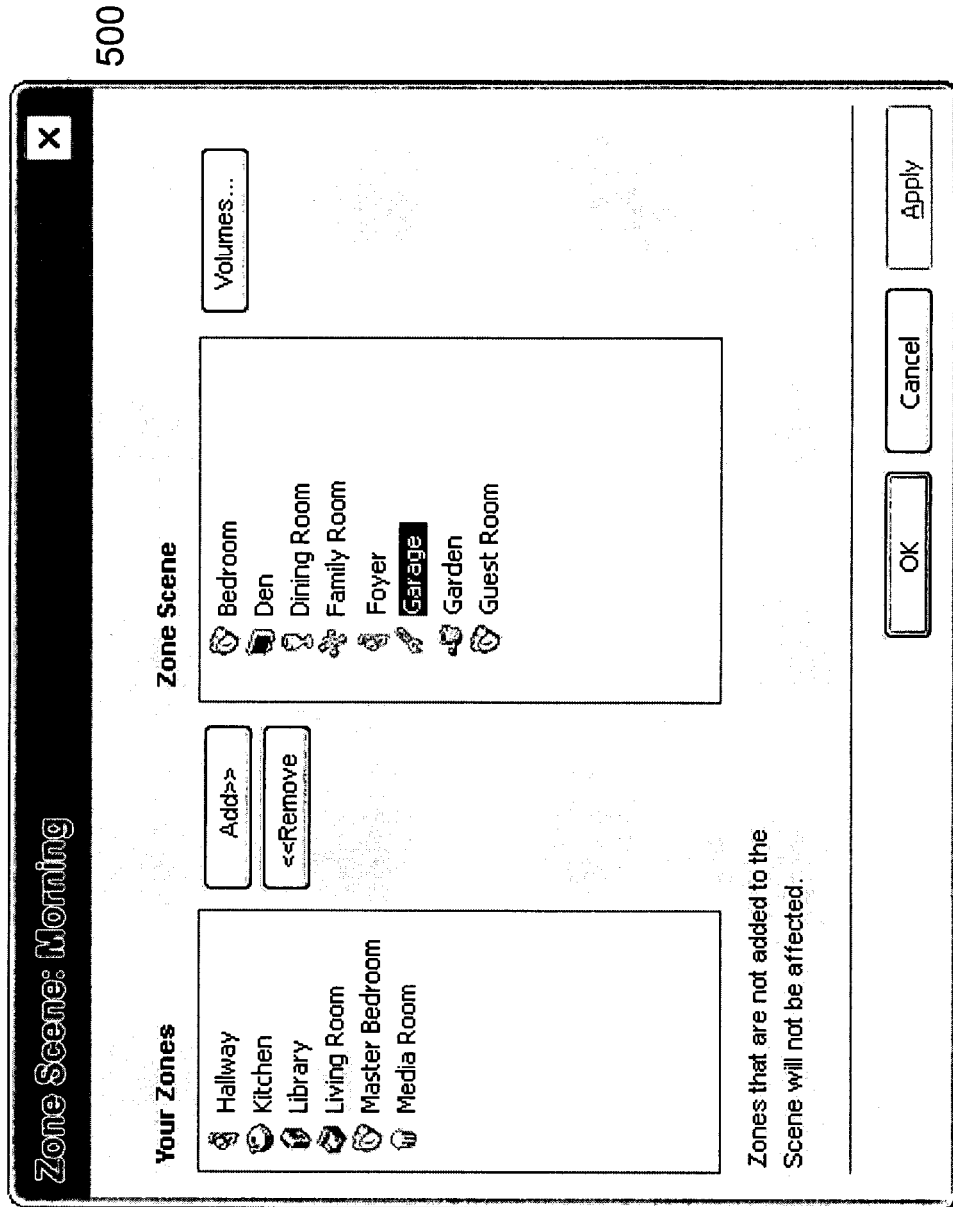 500
Zone Scene: Morning
X
Your Zones
Hallway
Kitchen
Library
Living Room
Master Bedroom
Media Room
Add>>
<<Remove
Zone Scene
Bedroom
Den
Dining Room
Family Room
Foyer
Garage
Garden
Guest Room
Volumes...
Zones that are not added to the
Scene will not be affected.
OK
Cancel
Apply